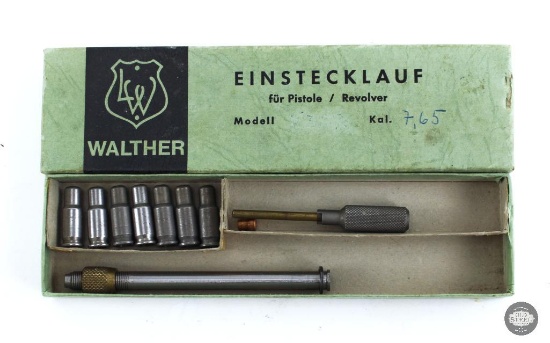 LW
WALTHER
EINSTECKLAUF
für Pistole / Revolver
Modell Kal. 7,65